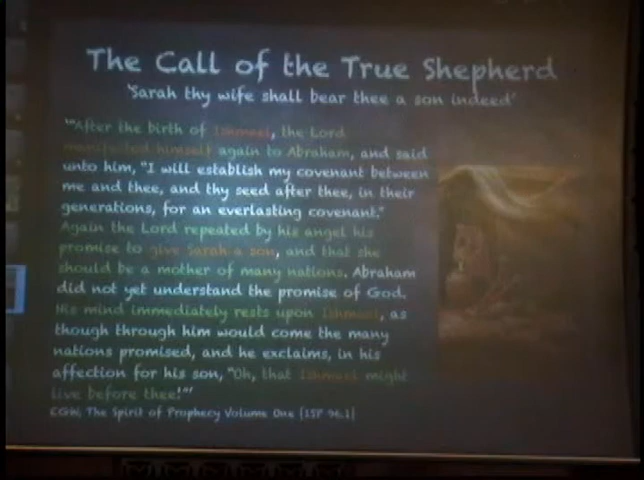 The Call of the True Shepherd
'Sarah thy wife shall bear thee a son indeed'
"'After the birth of Ishmael, the Lord
manifested himself again to Abraham, and said
unto him, "I will establish my covenant between
me and thee, and thy seed after thee, in their
generations, for an everlasting covenant."
Again the Lord repeated by his angel his
promise to give Sarah a son, and that she
should be a mother of many nations. Abraham
did not yet understand the promise of God.
His mind immediately rests upon Ishmael, as
though through him would come the many
nations promised, and he exclaims, in his
affection for his son, "Oh, that Ishmael might
live before thee!"'
EGW, The Spirit of Prophecy Volume One {1SP 96.1}